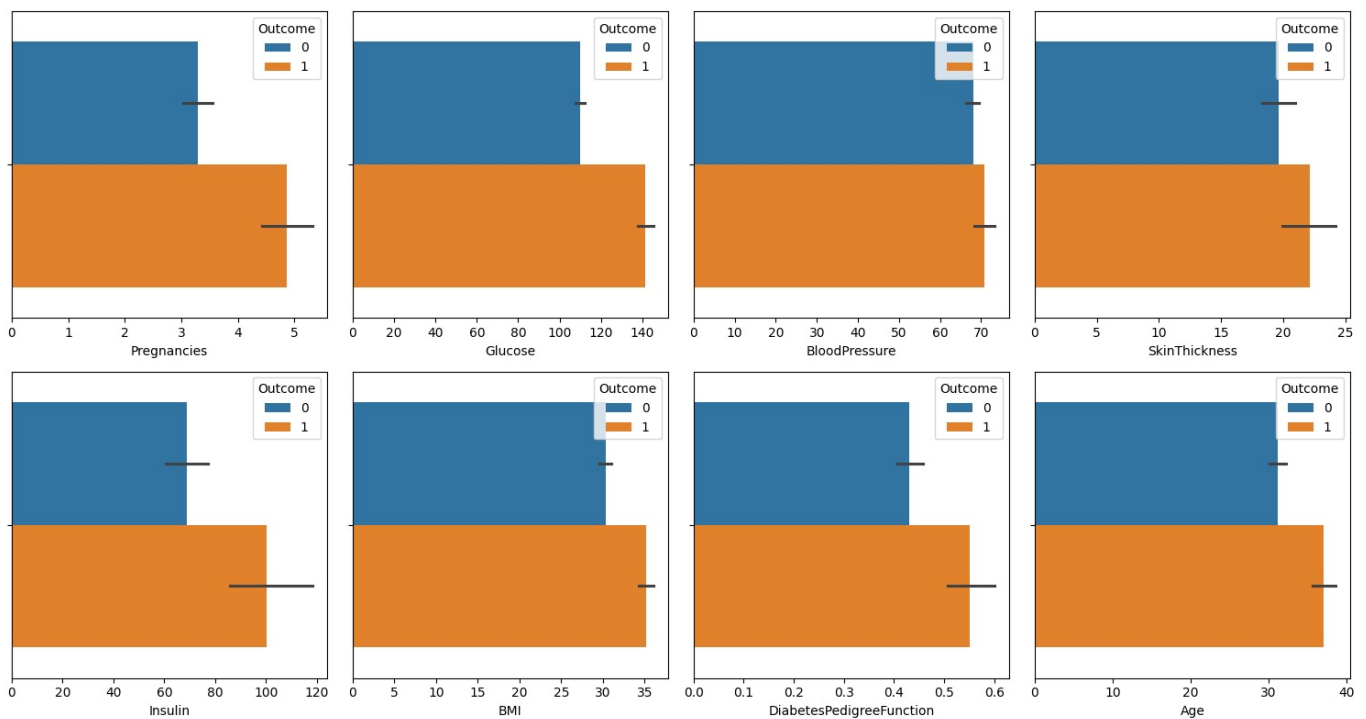 Outcome
0
1
0 1 2 3 4 5
Pregnancies
Outcome
0
1
0 20 40 60 80 100 120 140
Glucose
Outcome
0
1
0 10 20 30 40 50 60 70
BloodPressure
Outcome
0
1
0 5 10 15 20 25
SkinThickness
Outcome
0
1
0 20 40 60 80 100 120
Insulin
Outcome
0
1
0 5 10 15 20 25 30 35
BMI
Outcome
0
1
0.0 0.1 0.2 0.3 0.4 0.5 0.6
DiabetesPedigreeFunction
Outcome
0
1
0 10 20 30 40
Age